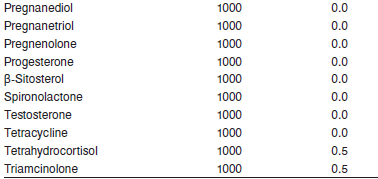 Pregnanediol 1000 0.0
Pregnanetriol 1000 0.0
Pregnenolone 1000 0.0
Progesterone 1000 0.0
β-Sitosterol 1000 0.0
Spironolactone 1000 0.0
Testosterone 1000 0.0
Tetracycline 1000 0.0
Tetrahydrocortisol 1000 0.5
Triamcinolone 1000 0.5